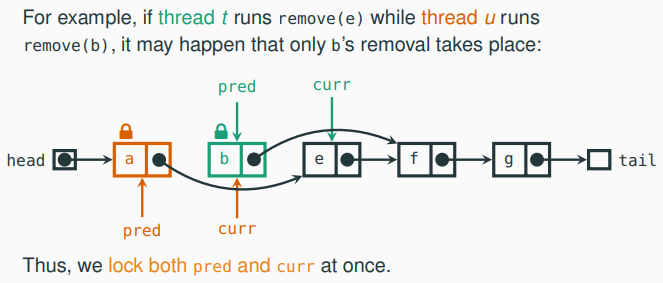 For example, if thread t runs remove(e) while thread u runs
remove(b), it may happen that only b's removal takes place:
pred curr
head a b e f g tail
pred curr
Thus, we lock both pred and curr at once.